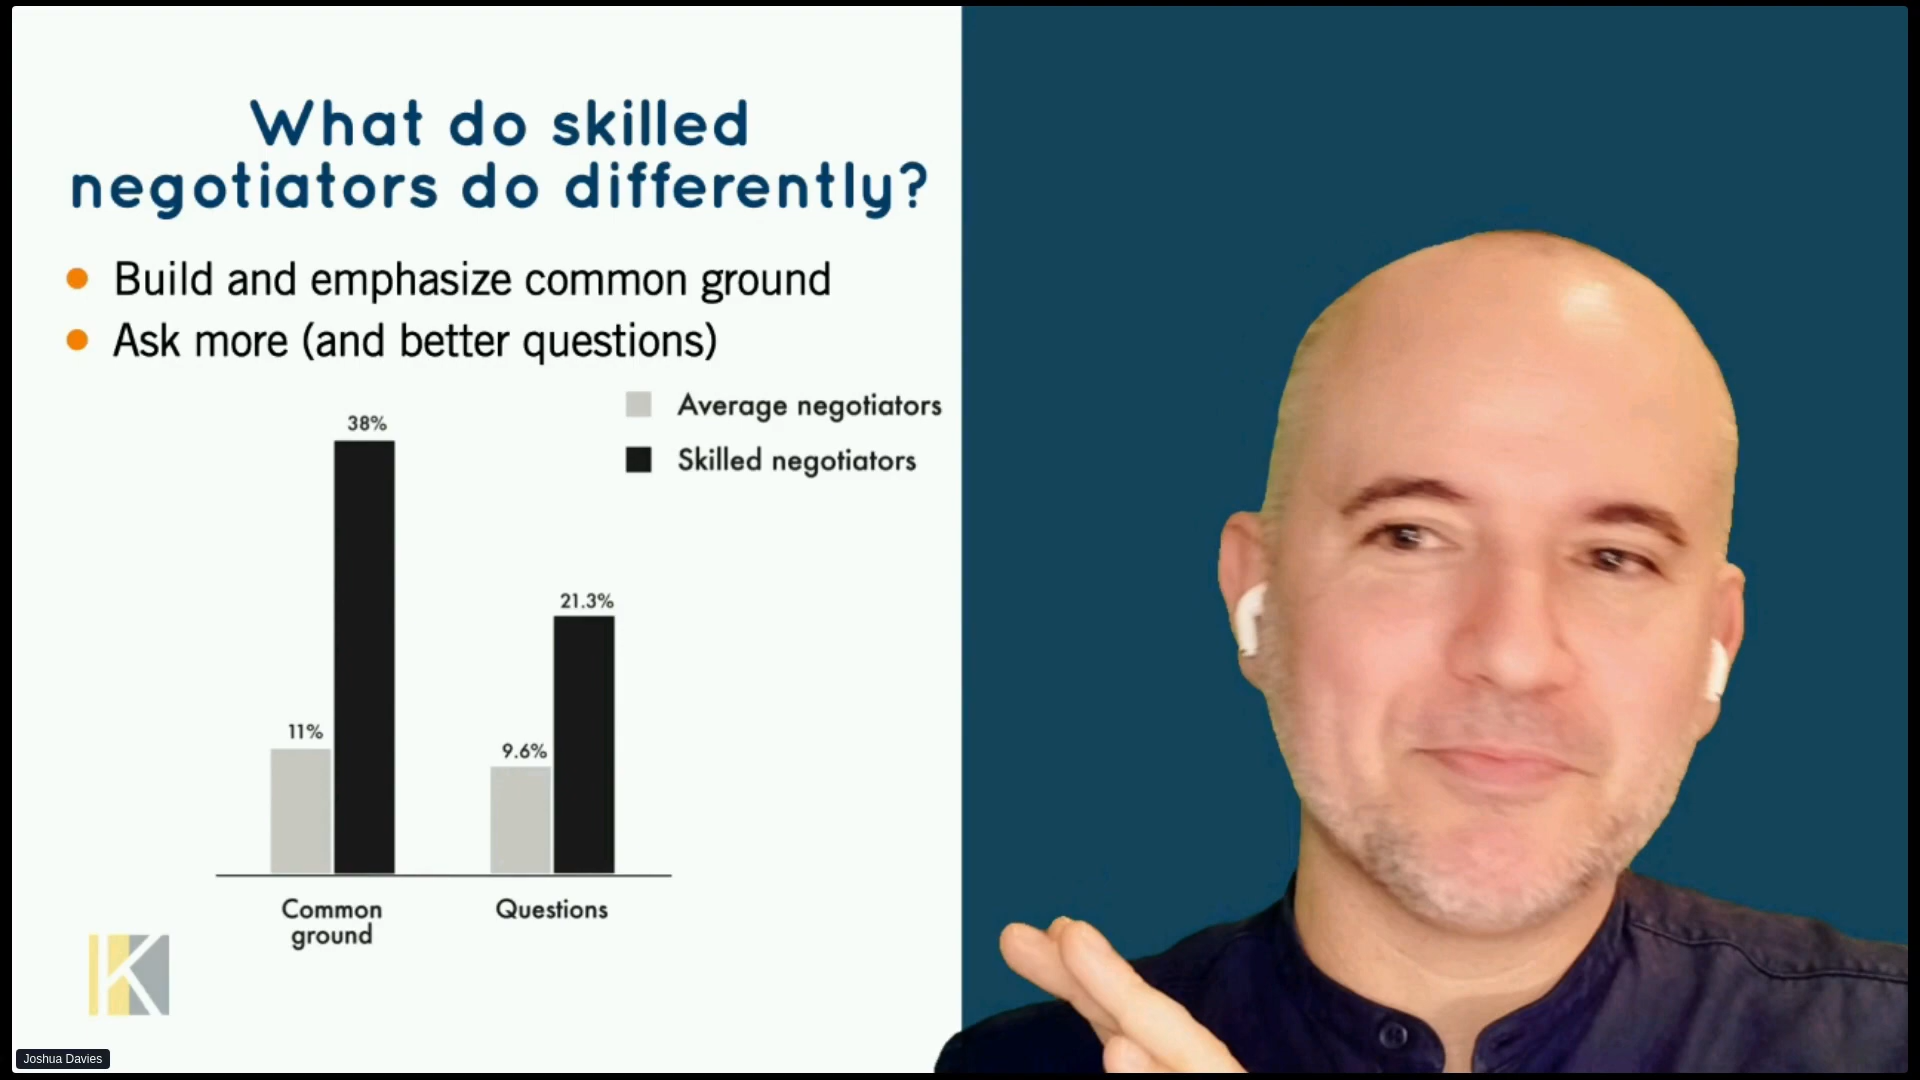 What do skilled
negotiators do differently?
Build and emphasize common ground
Ask more (and better questions)
Average negotiators
Skilled negotiators
38%
11%
21.3%
9.6%
Common
ground
Questions
K
Joshua Davies